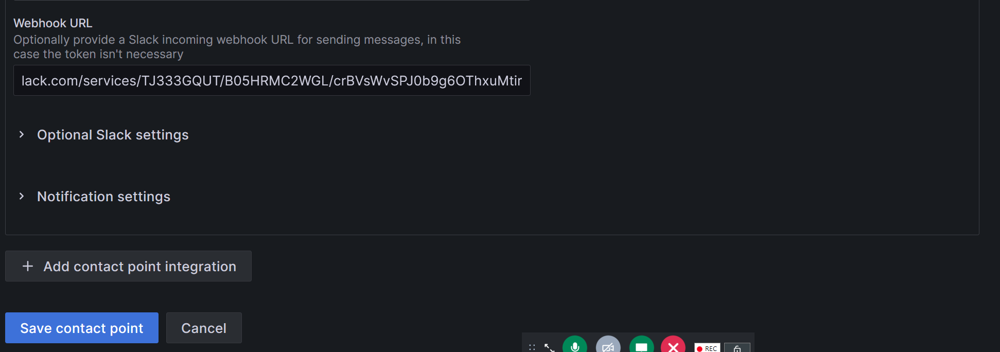 Webhook URL
Optionally provide a Slack incoming webhook URL for sending messages, in this
case the token isn't necessary
lack.com/services/TJ333GQUT/B05HRMC2WGL/crBVsWvSPJ0b9g6OThxuMtir
Optional Slack settings
Notification settings
Add contact point integration
Save contact point
Cancel
REC